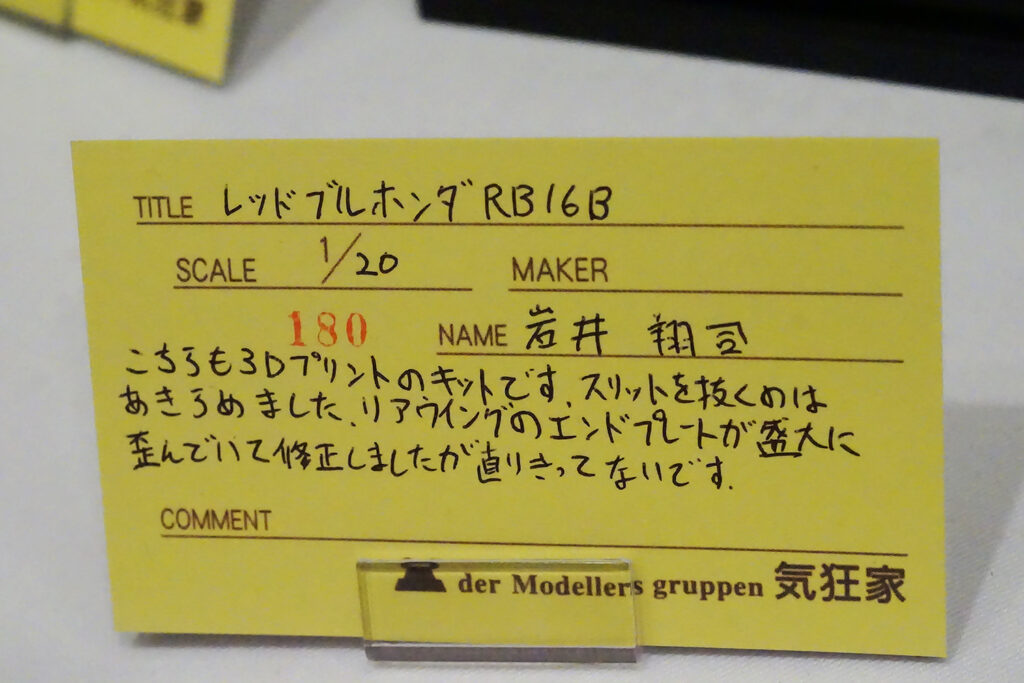 TITLE レッドブルホンダ RB16B
SCALE 1/20 MAKER
180 NAME 岩井 翔司
こちらも3Dプリントのキットです。スリットを抜くのは
あきらめました。リアウイングのエンドプレートが盛大に
歪んでいて修正しましたが直りきってないです。
COMMENT
der Modellers gruppen 気狂家